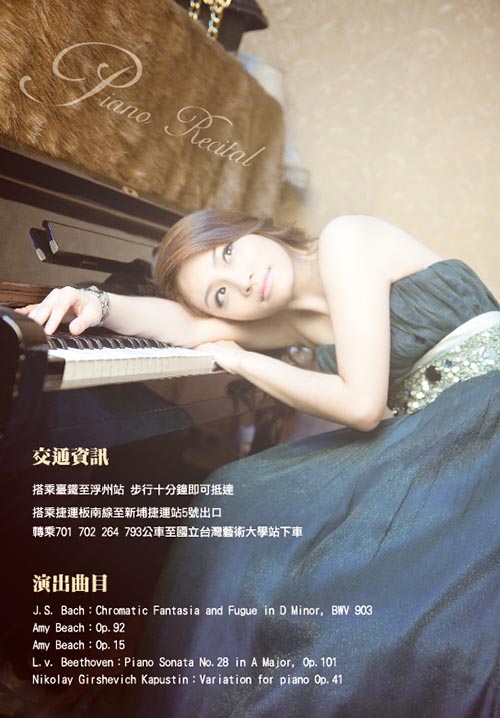 Piano Recital
交通資訊
搭乘臺鐵至浮州站 步行十分鐘即可抵達
搭乘捷運板南線至新埔捷運站5號出口
轉乘701 702 264 793公車至國立台灣藝術大學站下車
演出曲目
J.S. Bach：Chromatic Fantasia and Fugue in D Minor, BWV 903
Amy Beach：Op.92
Amy Beach：Op.15
L.v. Beethoven：Piano Sonata No.28 in A Major, Op.101
Nikolay Girshevich Kapustin：Variation for piano Op.41